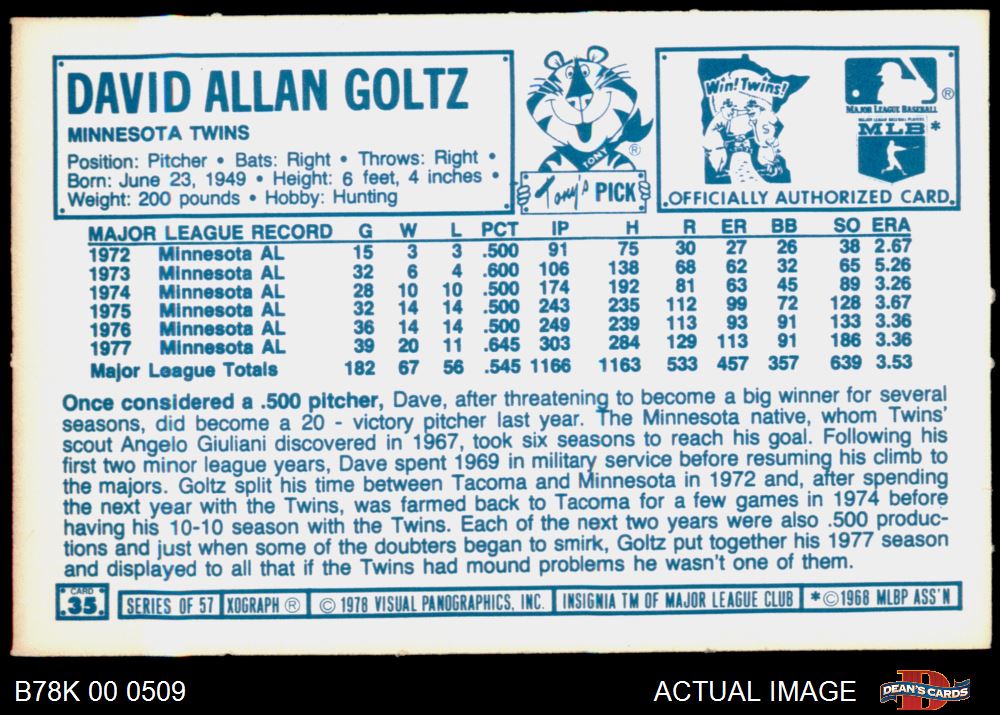 DAVID ALLAN GOLTZ
MINNESOTA TWINS
Position: Pitcher • Bats: Right • Throws: Right •
Born: June 23, 1949 • Height: 6 feet, 4 inches •
Weight: 200 pounds • Hobby: Hunting
TONY
®
Tony's PICK
Win! Twins!
®
MAJOR LEAGUE BASEBALL
MAJOR LEAGUE BASEBALL PLAYERS
MLB*
OFFICIALLY AUTHORIZED CARD.
MAJOR LEAGUE RECORD G W L PCT IP H R ER BB SO ERA
1972 Minnesota AL 15 3 3 .500 91 75 30 27 26 38 2.67
1973 Minnesota AL 32 6 4 .600 106 138 68 62 32 65 5.26
1974 Minnesota AL 28 10 10 .500 174 192 81 63 45 89 3.26
1975 Minnesota AL 32 14 14 .500 243 235 112 99 72 128 3.67
1976 Minnesota AL 36 14 14 .500 249 239 113 93 91 133 3.36
1977 Minnesota AL 39 20 11 .645 303 284 129 113 91 186 3.36
Major League Totals 182 67 56 .545 1166 1163 533 457 357 639 3.53
Once considered a .500 pitcher, Dave, after threatening to become a big winner for several
seasons, did become a 20 - victory pitcher last year. The Minnesota native, whom Twins'
scout Angelo Giuliani discovered in 1967, took six seasons to reach his goal. Following his
first two minor league years, Dave spent 1969 in military service before resuming his climb to
the majors. Goltz split his time between Tacoma and Minnesota in 1972 and, after spending
the next year with the Twins, was farmed back to Tacoma for a few games in 1974 before
having his 10-10 season with the Twins. Each of the next two years were also .500 produc-
tions and just when some of the doubters began to smirk, Goltz put together his 1977 season
and displayed to all that if the Twins had mound problems he wasn't one of them.
CARD
35
SERIES OF 57 XOGRAPH ® © 1978 VISUAL PANOGRAPHICS, INC. INSIGNIA TM OF MAJOR LEAGUE CLUB *©1968 MLBP ASS'N
B78K 00 0509
ACTUAL IMAGE
D
DEAN'S CARDS